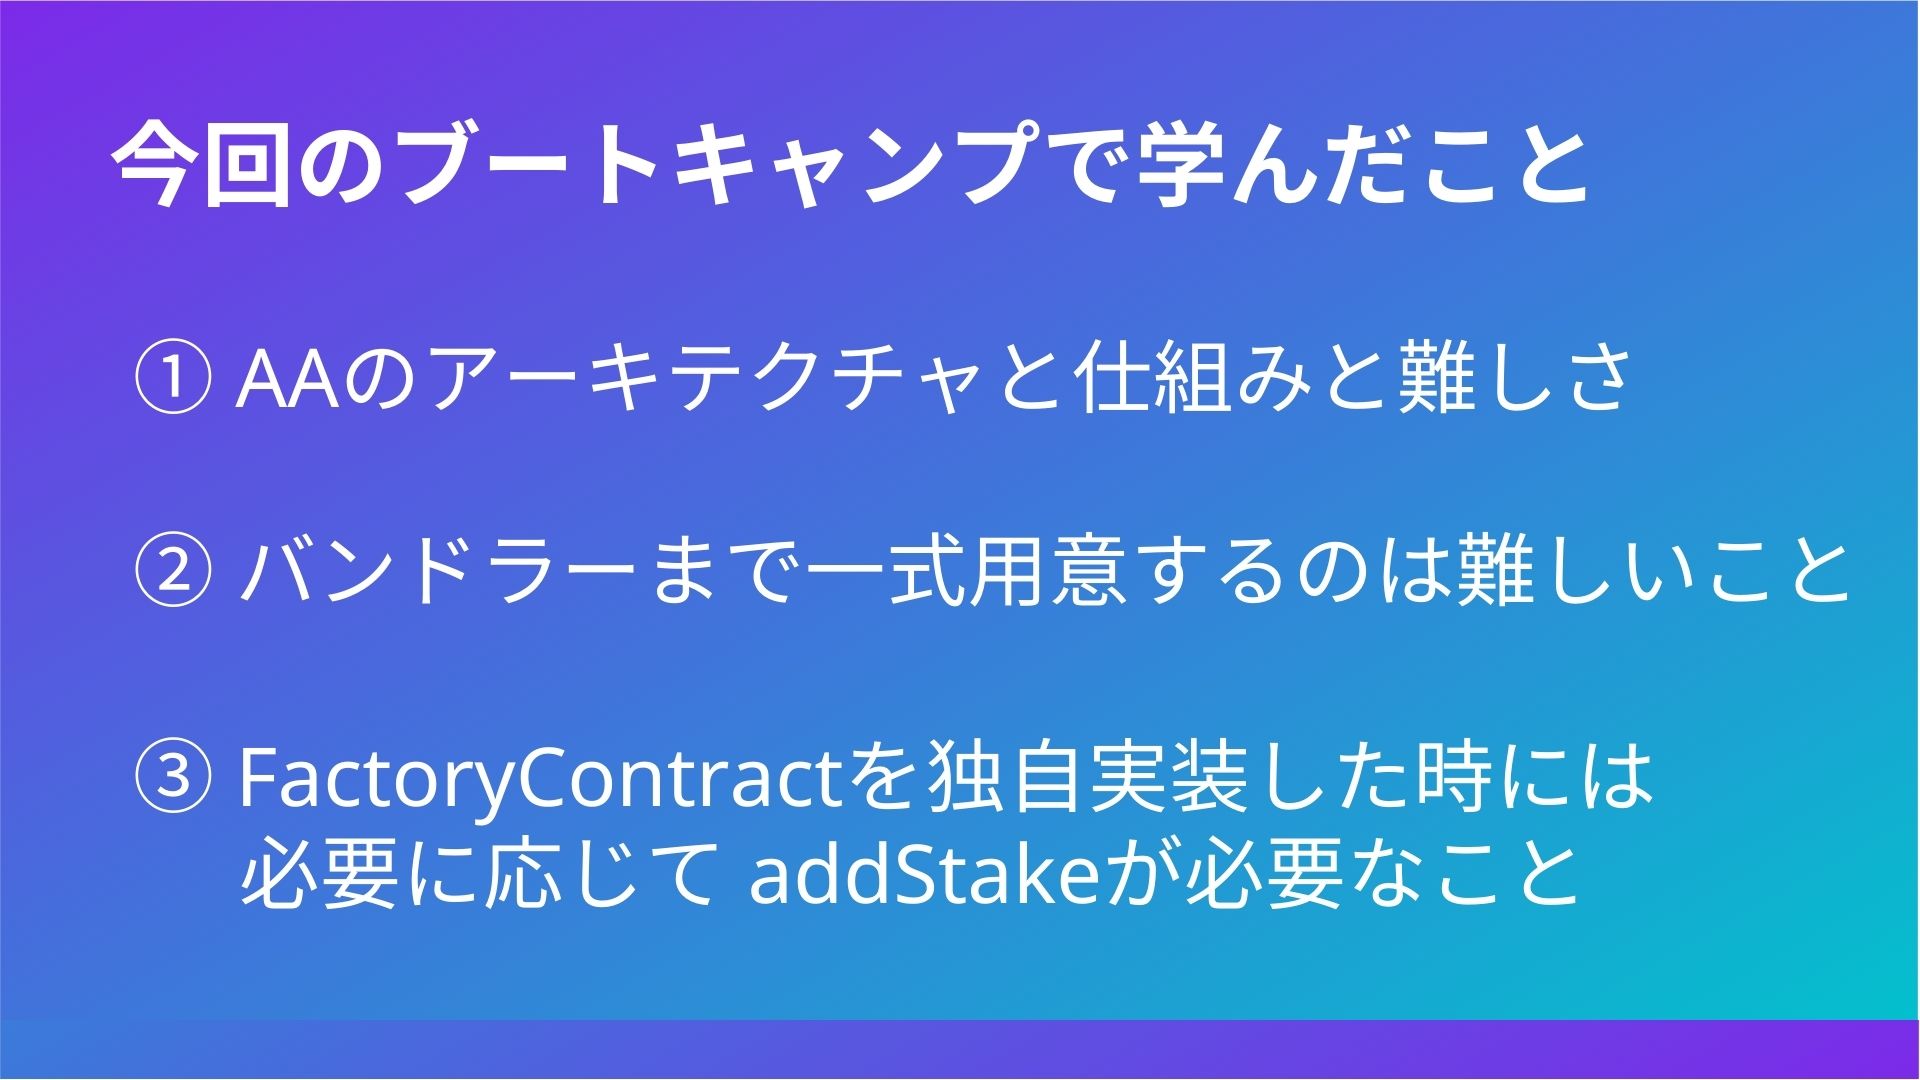 今回のブートキャンプで学んだこと
① AAのアーキテクチャと仕組みと難しさ
② バンドラーまで一式用意するのは難しいこと
③ FactoryContractを独自実装した時には
必要に応じて addStakeが必要なこと